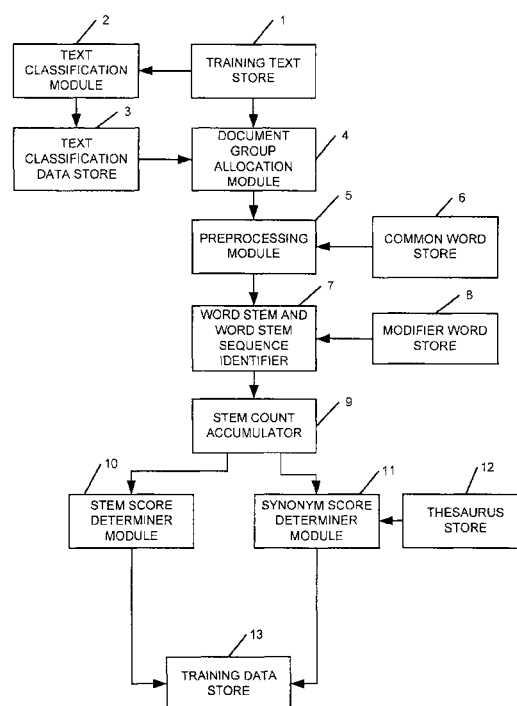 2
1
TEXT
CLASSIFICATION
MODULE
TRAINING TEXT
STORE
3
4
TEXT
CLASSIFICATION
DATA STORE
DOCUMENT
GROUP
ALLOCATION
MODULE
5
6
PREPROCESSING
MODULE
COMMON WORD
STORE
7
8
WORD STEM AND
WORD STEM
SEQUENCE
IDENTIFIER
MODIFIER WORD
STORE
9
STEM COUNT
ACCUMULATOR
10
11
12
STEM SCORE
DETERMINER
MODULE
SYNONYM SCORE
DETERMINER
MODULE
THESAURUS
STORE
13
TRAINING DATA
STORE